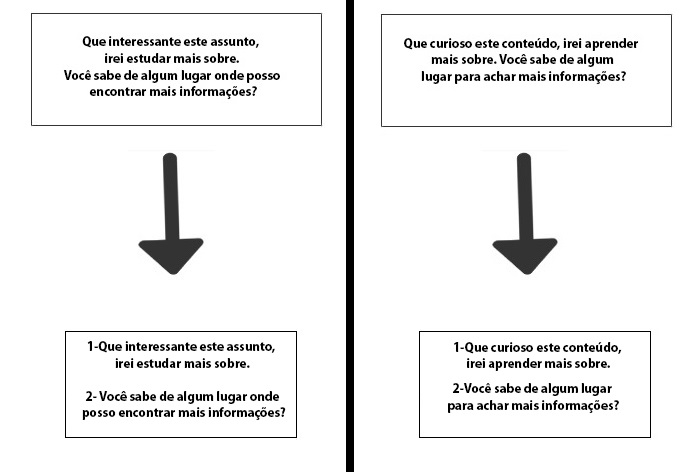 Que interessante este assunto,
irei estudar mais sobre.
Você sabe de algum lugar onde posso
encontrar mais informações?
1-Que interessante este assunto,
irei estudar mais sobre.
2- Você sabe de algum lugar onde
posso encontrar mais informações?
Que curioso este conteúdo, irei aprender
mais sobre. Você sabe de algum
lugar para achar mais informações?
1-Que curioso este conteúdo,
irei aprender mais sobre.
2-Você sabe de algum lugar
para achar mais informações?